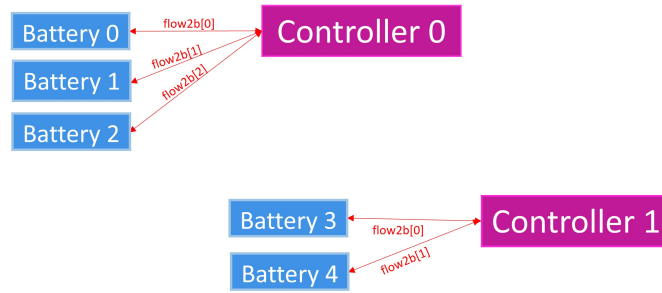 Battery 0
flow2b[0]
Controller 0
Battery 1
flow2b[1]
flow2b[2]
Battery 2
Battery 3
flow2b[0]
Controller 1
Battery 4
flow2b[1]